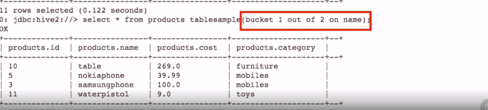 11 rows selected (0.122 seconds)
0: jdbc:hive2://> select * from products tablesample(bucket 1 out of 2 on name);
OK
+--------------+----------------+----------------+--------------------+--+
| products.id | products.name | products.cost | products.category |
+--------------+----------------+----------------+--------------------+--+
| 10 | table | 269.0 | furniture |
| 5 | nokiaphone | 39.99 | mobiles |
| 3 | samsungphone | 100.0 | mobiles |
| 11 | waterpistol | 9.0 | toys |
+--------------+----------------+----------------+--------------------+--+